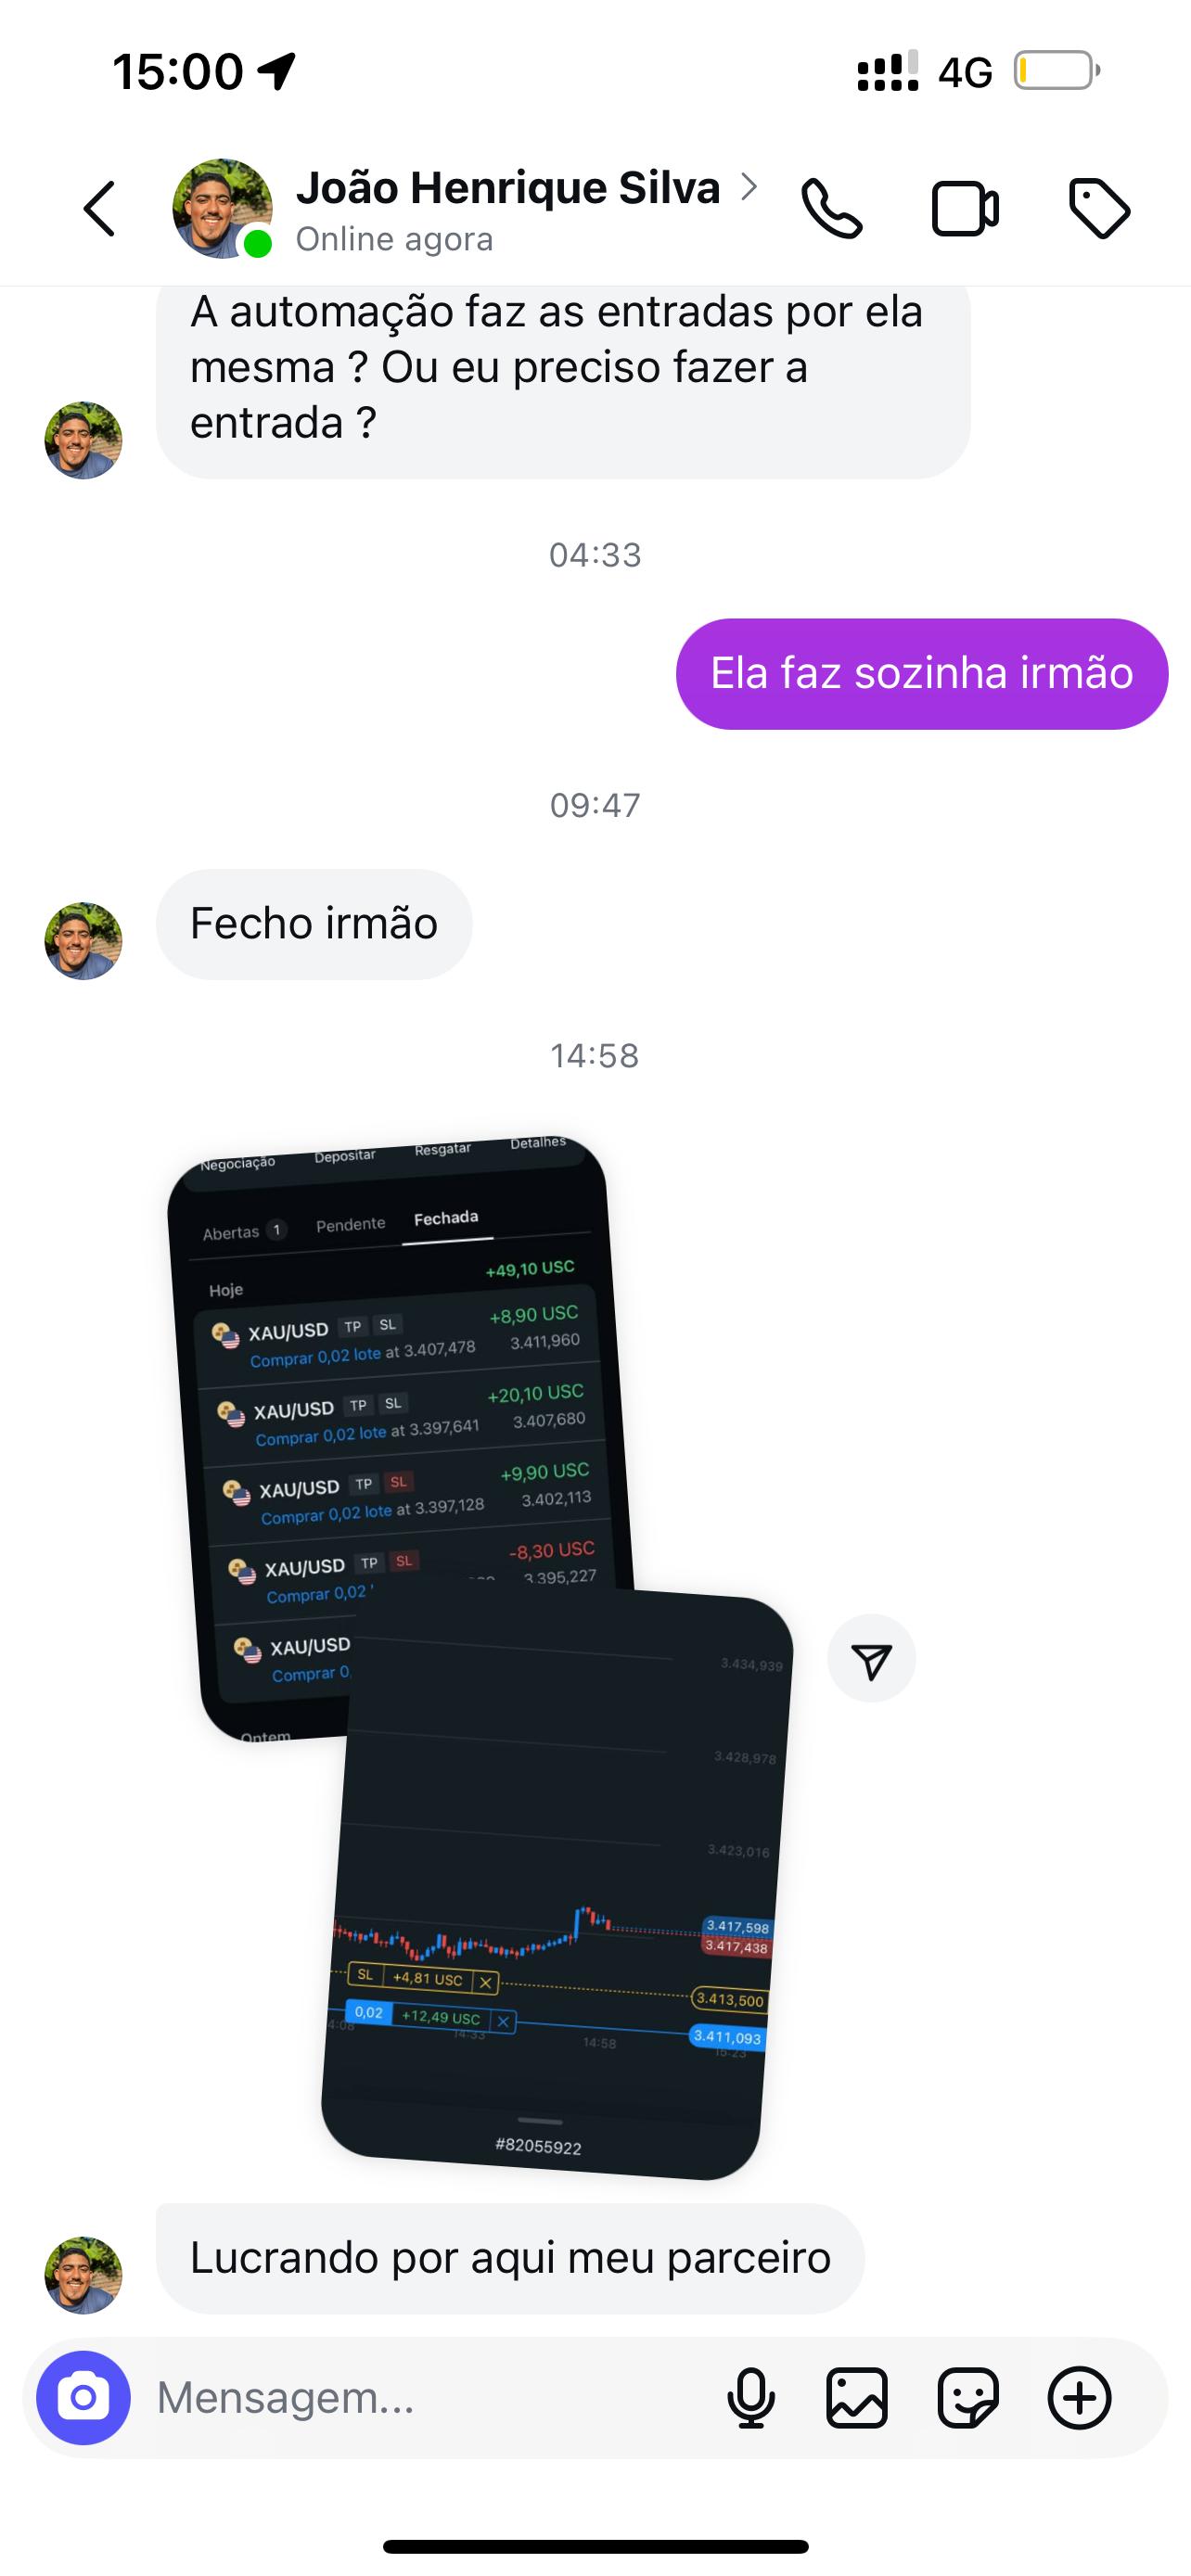 15:00
4G
João Henrique Silva
Online agora
A automação faz as entradas por ela
mesma ? Ou eu preciso fazer a
entrada ?
04:33
Ela faz sozinha irmão
09:47
Fecho irmão
14:58
Negociação Depositar Resgatar Detalhes
Abertas 1 Pendente Fechada
Hoje +49,10 USC
XAU/USD TP SL +8,90 USC
Comprar 0,02 lote at 3.407,478 3.411,960
XAU/USD TP SL +20,10 USC
Comprar 0,02 lote at 3.397,641 3.407,680
XAU/USD TP SL +9,90 USC
Comprar 0,02 lote at 3.397,128 3.402,113
XAU/USD TP SL -8,30 USC
Comprar 0,02 3.395,227
XAU/USD
Comprar 0,
Ontem
3.434,939
3.428,978
3.423,016
3.417,598
3.417,438
SL +4,81 USC 3.413,500
0,02 +12,49 USC 3.411,093
14:33 14:58 15:23
#82055922
Lucrando por aqui meu parceiro
Mensagem...